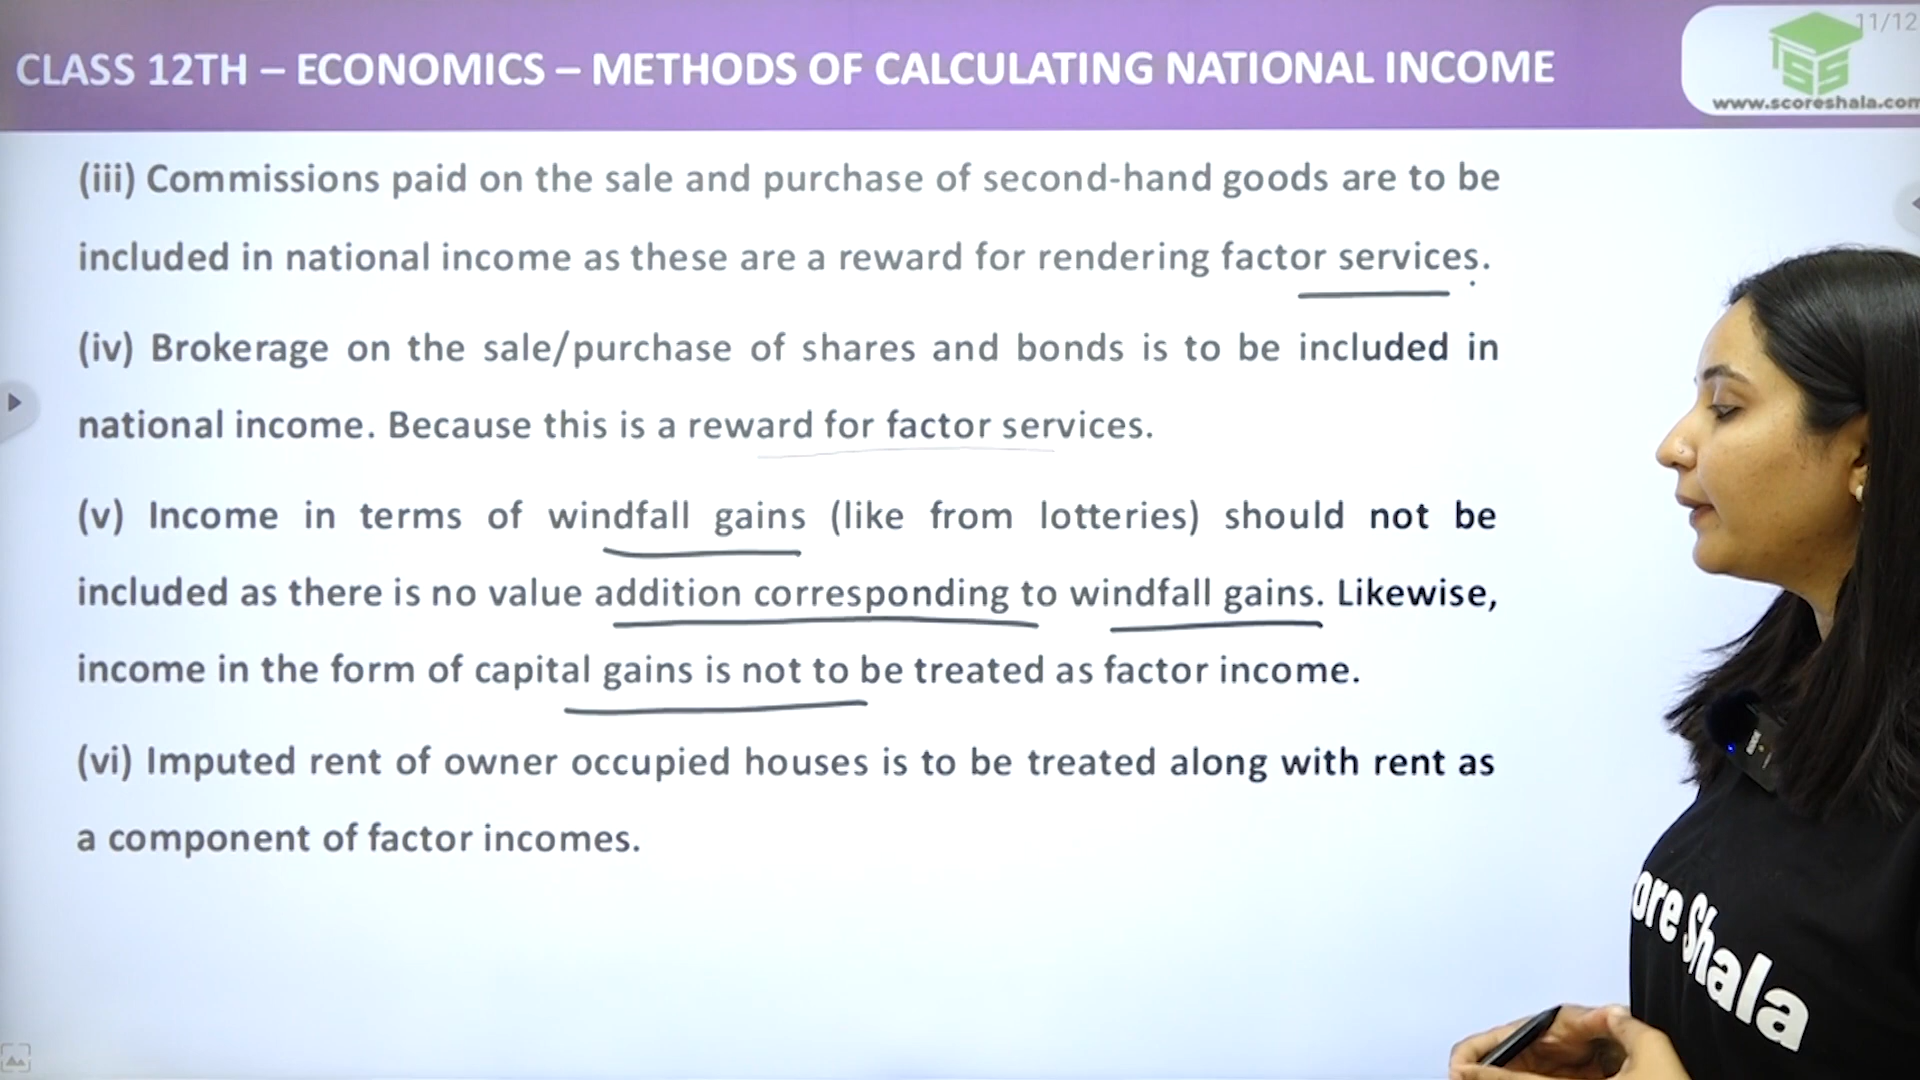 CLASS 12TH – ECONOMICS – METHODS OF CALCULATING NATIONAL INCOME
11/12
www.scoreshala.com
(iii) Commissions paid on the sale and purchase of second-hand goods are to be
included in national income as these are a reward for rendering factor services.
(iv) Brokerage on the sale/purchase of shares and bonds is to be included in
national income. Because this is a reward for factor services.
(v) Income in terms of windfall gains (like from lotteries) should not be
included as there is no value addition corresponding to windfall gains. Likewise,
income in the form of capital gains is not to be treated as factor income.
(vi) Imputed rent of owner occupied houses is to be treated along with rent as
a component of factor incomes.
ore Shala